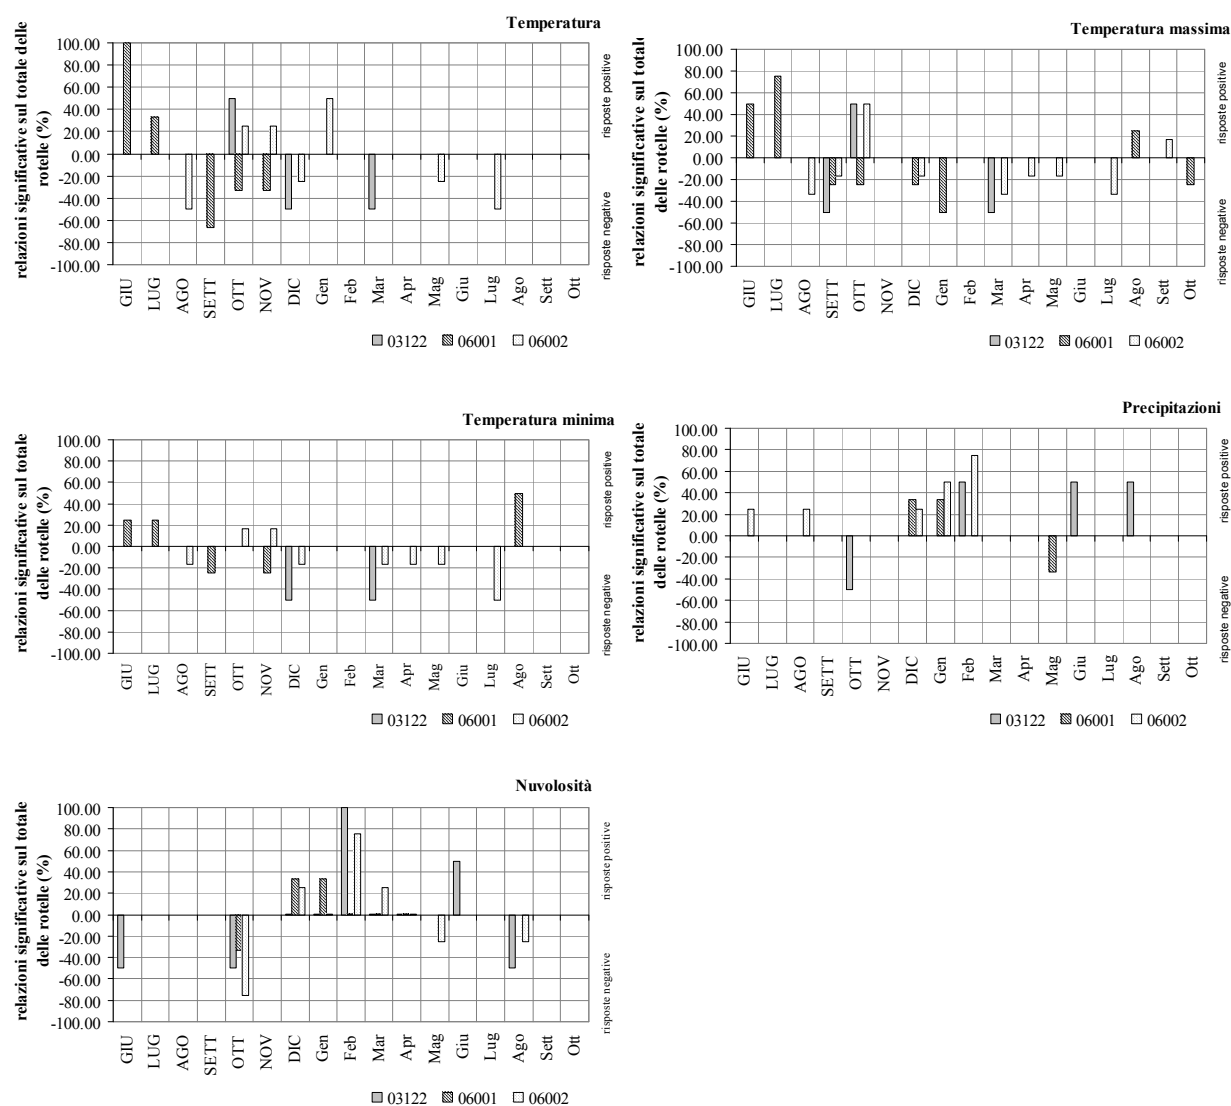 Temperatura
relazioni significative sul totale delle
rotelle (%)
100.00
80.00
60.00
40.00
20.00
0.00
-20.00
-40.00
-60.00
-80.00
-100.00
GIU LUG AGO SETT OTT NOV DIC Gen Feb Mar Apr Mag Giu Lug Ago Sett Ott
risposte positive
risposte negative
03122 06001 06002
Temperatura massima
relazioni significative sul totale
delle rotelle (%)
100.00
80.00
60.00
40.00
20.00
0.00
-20.00
-40.00
-60.00
-80.00
-100.00
GIU LUG AGO SETT OTT NOV DIC Gen Feb Mar Apr Mag Giu Lug Ago Sett Ott
risposte positive
risposte negative
03122 06001 06002
Temperatura minima
relazioni significative sul totale
delle rotelle (%)
100.00
80.00
60.00
40.00
20.00
0.00
-20.00
-40.00
-60.00
-80.00
-100.00
GIU LUG AGO SETT OTT NOV DIC Gen Feb Mar Apr Mag Giu Lug Ago Sett Ott
risposte positive
risposte negative
03122 06001 06002
Precipitazioni
relazioni significative sul totale
delle rotelle (%)
100.00
80.00
60.00
40.00
20.00
0.00
-20.00
-40.00
-60.00
-80.00
-100.00
GIU LUG AGO SETT OTT NOV DIC Gen Feb Mar Apr Mag Giu Lug Ago Sett Ott
risposte positive
risposte negative
03122 06001 06002
Nuvolosità
relazioni significative sul totale
delle rotelle (%)
100.00
80.00
60.00
40.00
20.00
0.00
-20.00
-40.00
-60.00
-80.00
-100.00
GIU LUG AGO SETT OTT NOV DIC Gen Feb Mar Apr Mag Giu Lug Ago Sett Ott
risposte positive
risposte negative
03122 06001 06002